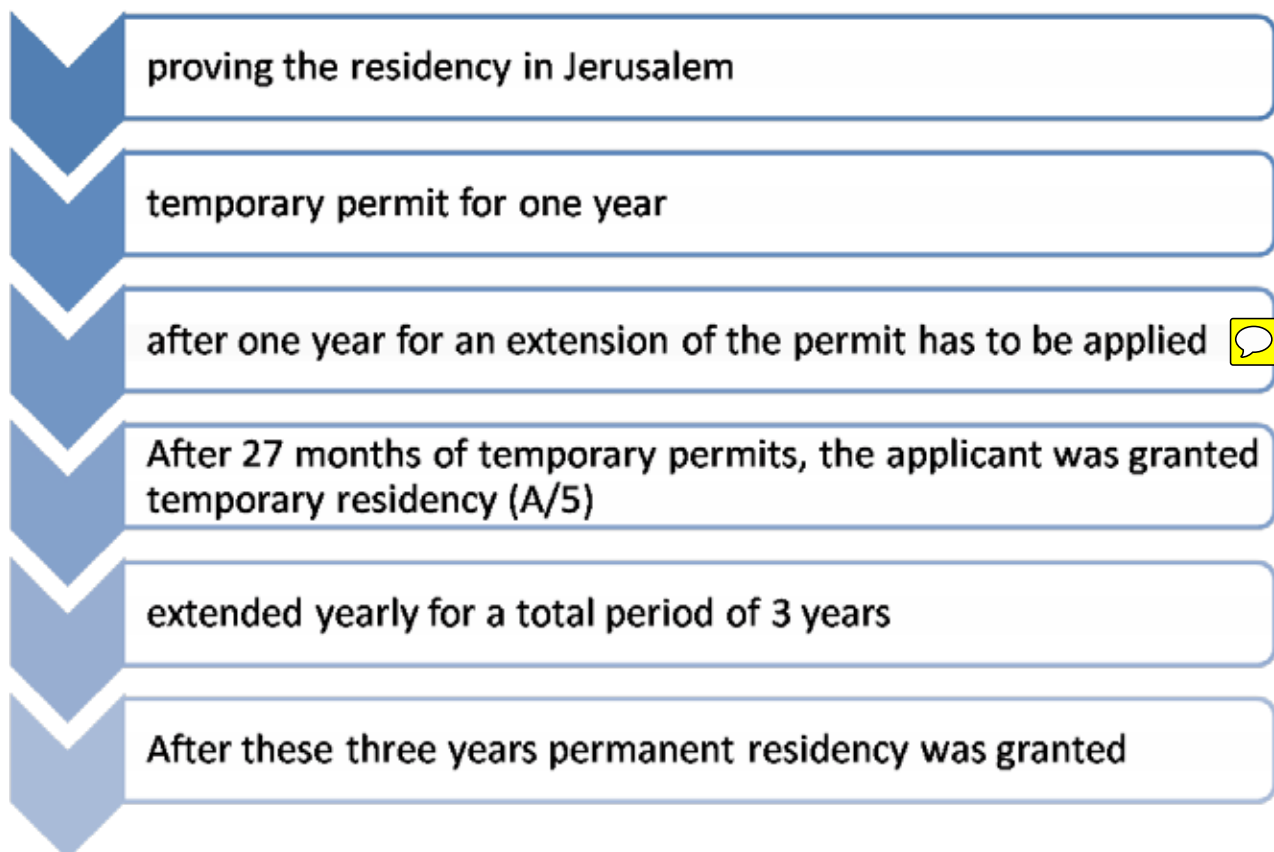 proving the residency in Jerusalem
temporary permit for one year
after one year for an extension of the permit has to be applied
After 27 months of temporary permits, the applicant was granted
temporary residency (A/5)
extended yearly for a total period of 3 years
After these three years permanent residency was granted